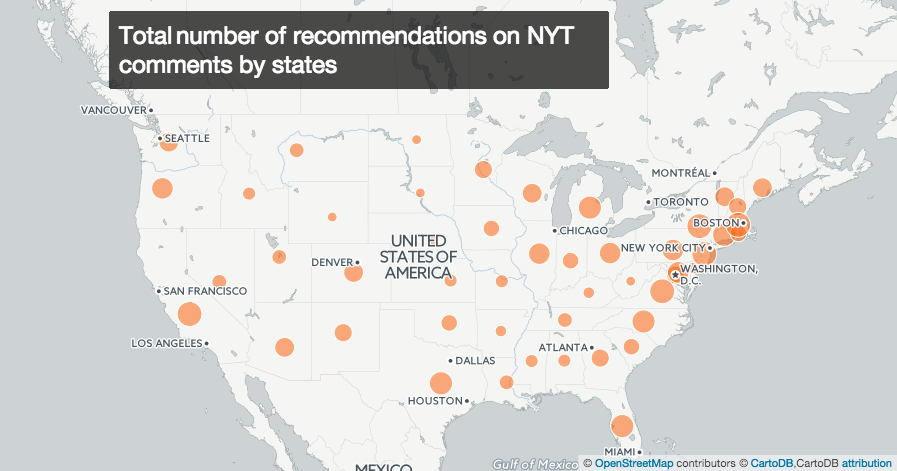 Total number of recommendations on NYT
comments by states
VANCOUVER
SEATTLE
MONTRÉAL
TORONTO
BOSTON
CHICAGO
NEW YORK CITY
UNITED
STATES OF
AMERICA
DENVER
WASHINGTON,
D.C.
SAN FRANCISCO
LOS ANGELES
ATLANTA
DALLAS
HOUSTON
MIAMI
MEXICO
Gulf of Mexico
© OpenStreetMap contributors © CartoDB,CartoDB attribution